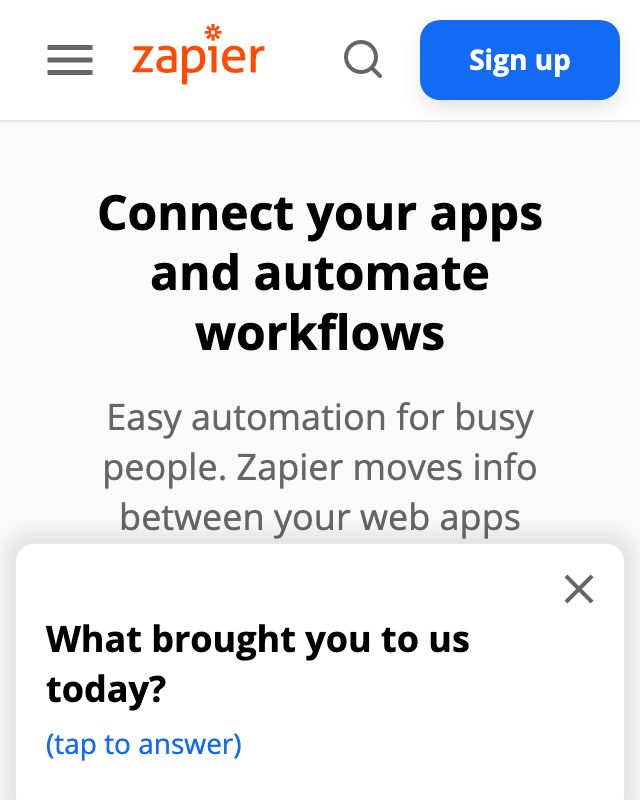 zapier
Sign up
Connect your apps
and automate
workflows
Easy automation for busy
people. Zapier moves info
between your web apps
What brought you to us
today?
(tap to answer)